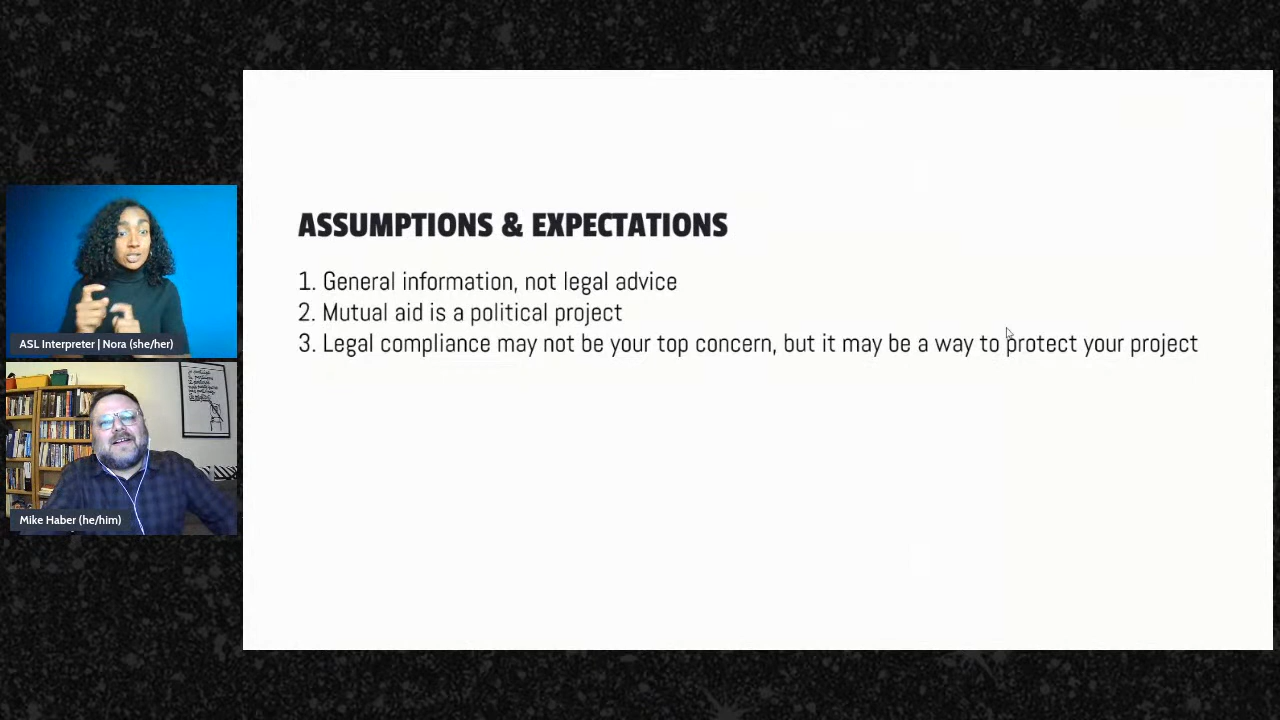 ASSUMPTIONS & EXPECTATIONS
1. General information, not legal advice
2. Mutual aid is a political project
3. Legal compliance may not be your top concern, but it may be a way to protect your project
ASL Interpreter | Nora (she/her)
Mike Haber (he/him)